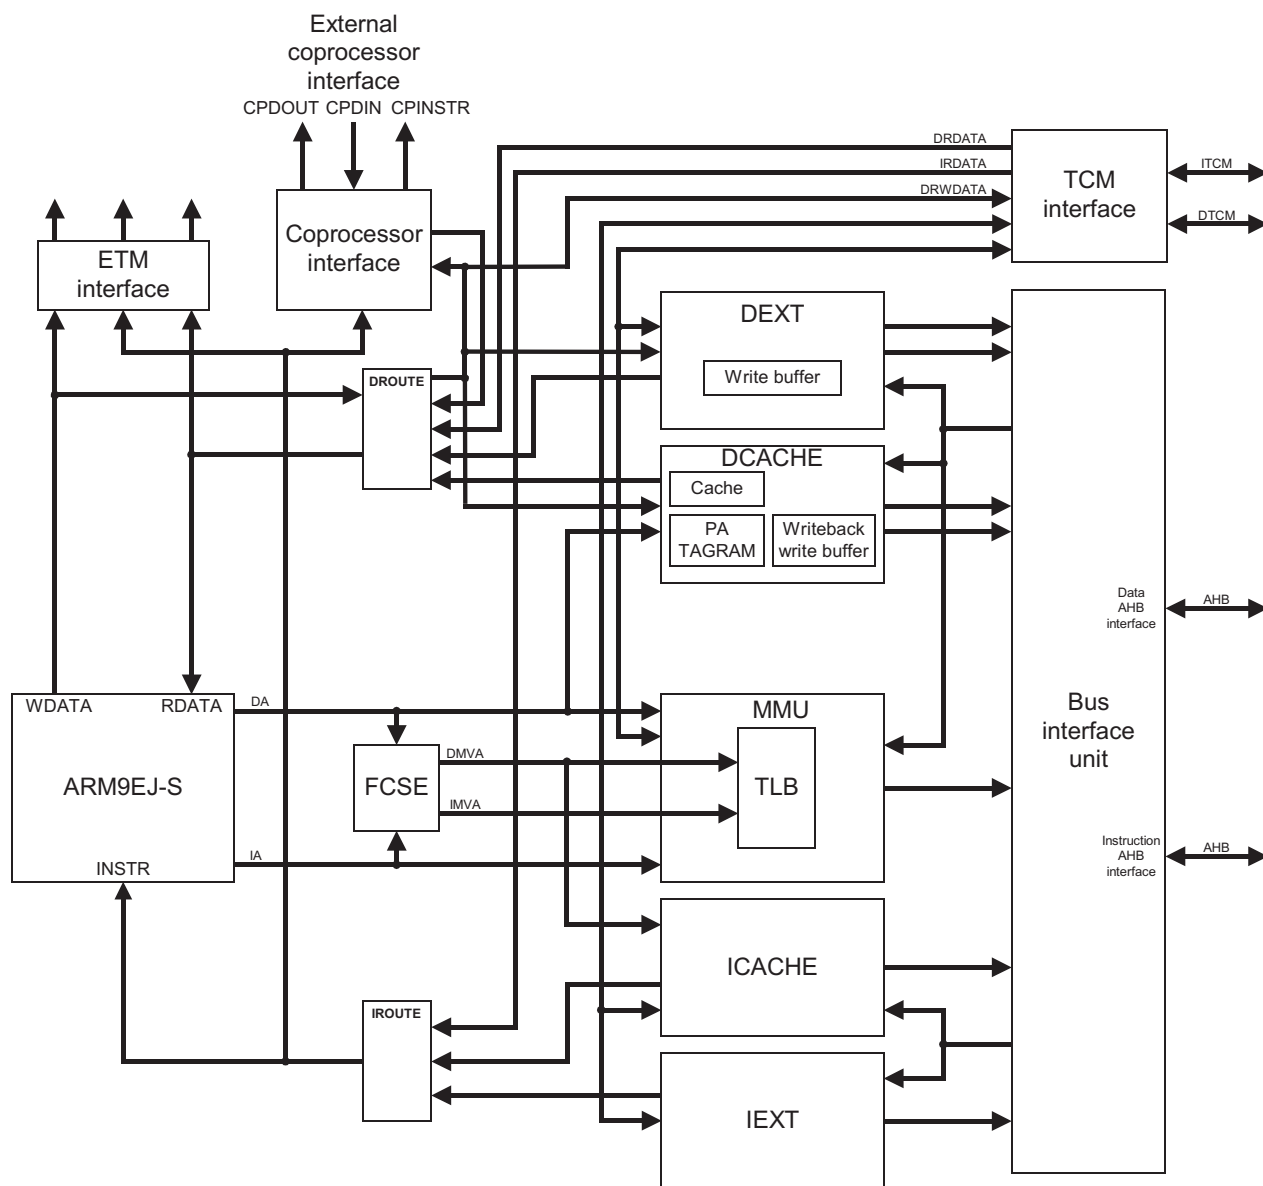 External
coprocessor
interface
CPDOUT CPDIN CPINSTR
DRDATA
IRDATA
DRWDATA
TCM
interface
ITCM
DTCM
ETM
interface
Coprocessor
interface
DEXT
Write buffer
DROUTE
DCACHE
Cache
PA
TAGRAM
Writeback
write buffer
Data
AHB
interface
AHB
WDATA
RDATA
DA
ARM9EJ-S
INSTR
IA
FCSE
DMVA
IMVA
MMU
TLB
Bus
interface
unit
Instruction
AHB
interface
AHB
ICACHE
IROUTE
IEXT